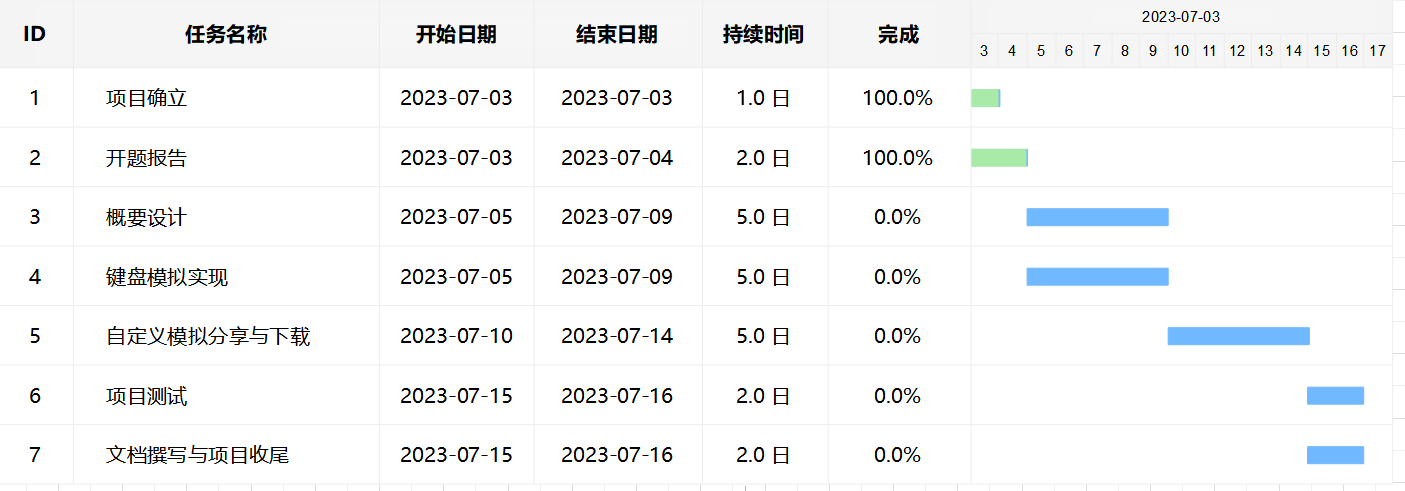 ID 任务名称 开始日期 结束日期 持续时间 完成 2023-07-03
3 4 5 6 7 8 9 10 11 12 13 14 15 16 17
1 项目确立 2023-07-03 2023-07-03 1.0 日 100.0%
2 开题报告 2023-07-03 2023-07-04 2.0 日 100.0%
3 概要设计 2023-07-05 2023-07-09 5.0 日 0.0%
4 键盘模拟实现 2023-07-05 2023-07-09 5.0 日 0.0%
5 自定义模拟分享与下载 2023-07-10 2023-07-14 5.0 日 0.0%
6 项目测试 2023-07-15 2023-07-16 2.0 日 0.0%
7 文档撰写与项目收尾 2023-07-15 2023-07-16 2.0 日 0.0%